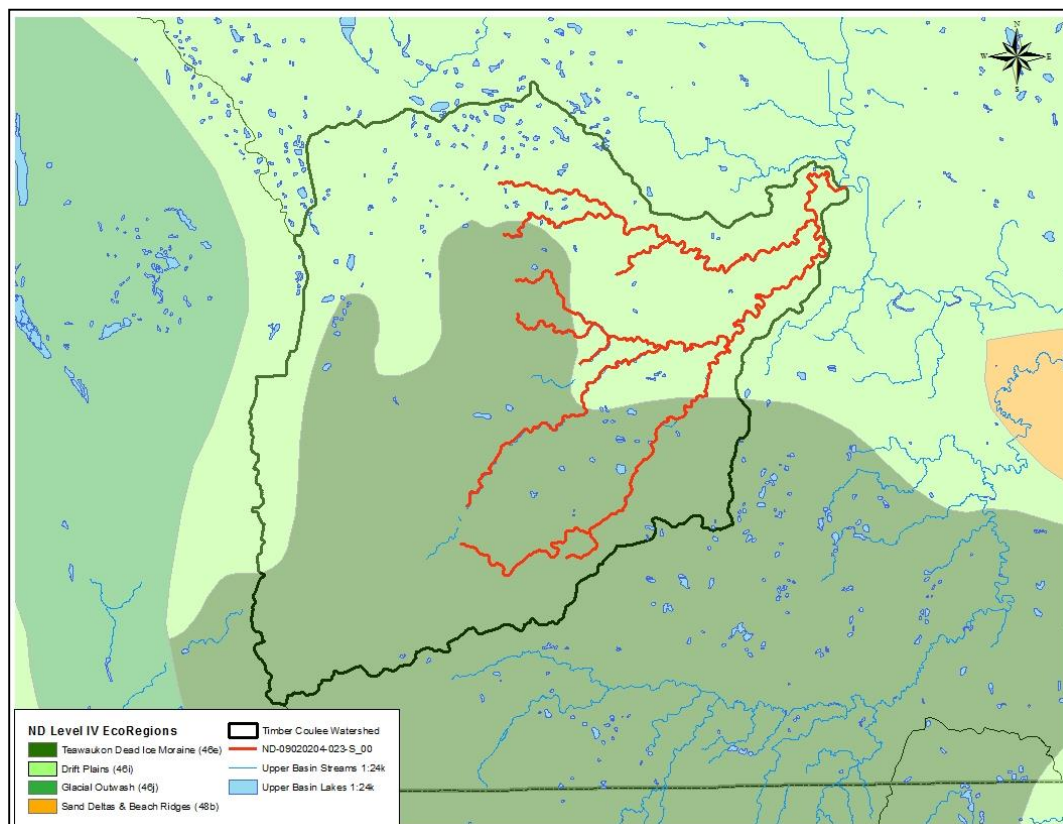 N
W E
S
ND Level IV EcoRegions
Teawaukon Dead Ice Moraine (46e)
Drift Plains (46i)
Glacial Outwash (46j)
Sand Deltas & Beach Ridges (48b)
Timber Coulee Watershed
ND-09020204-023-S_00
Upper Basin Streams 1:24k
Upper Basin Lakes 1:24k